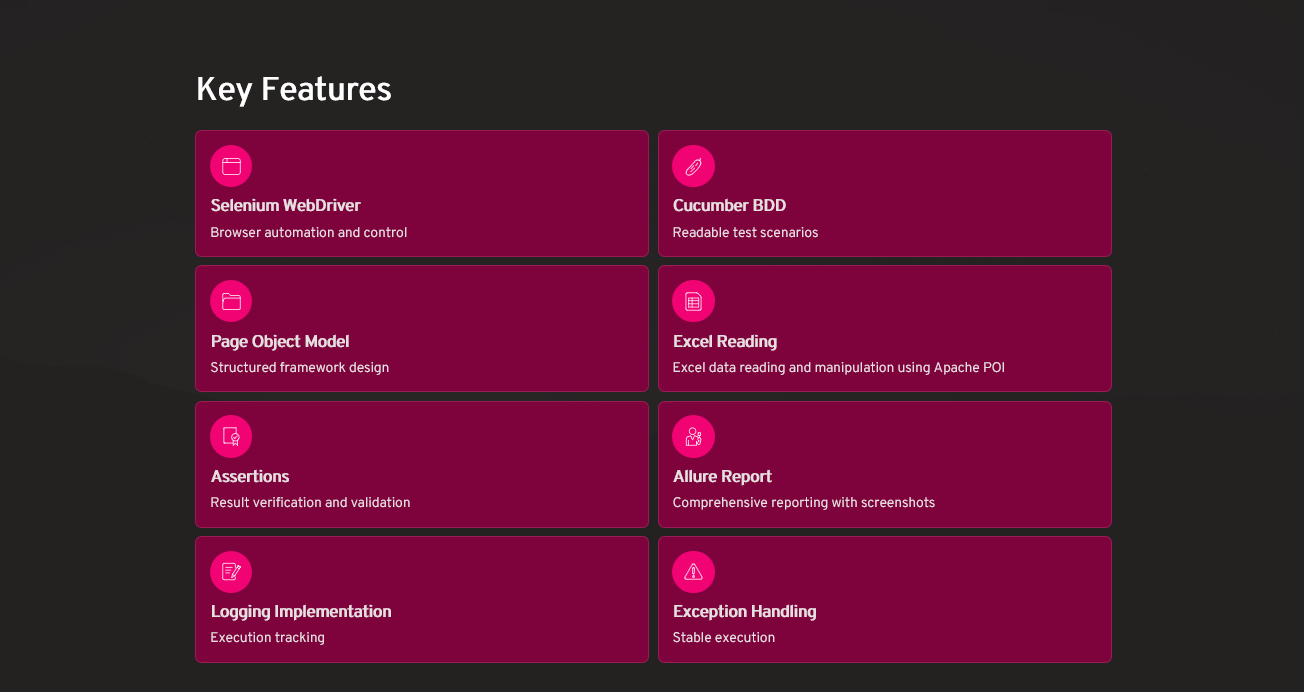 Key Features
Selenium WebDriver
Browser automation and control
Cucumber BDD
Readable test scenarios
Page Object Model
Structured framework design
Excel Reading
Excel data reading and manipulation using Apache POI
Assertions
Result verification and validation
Allure Report
Comprehensive reporting with screenshots
Logging Implementation
Execution tracking
Exception Handling
Stable execution